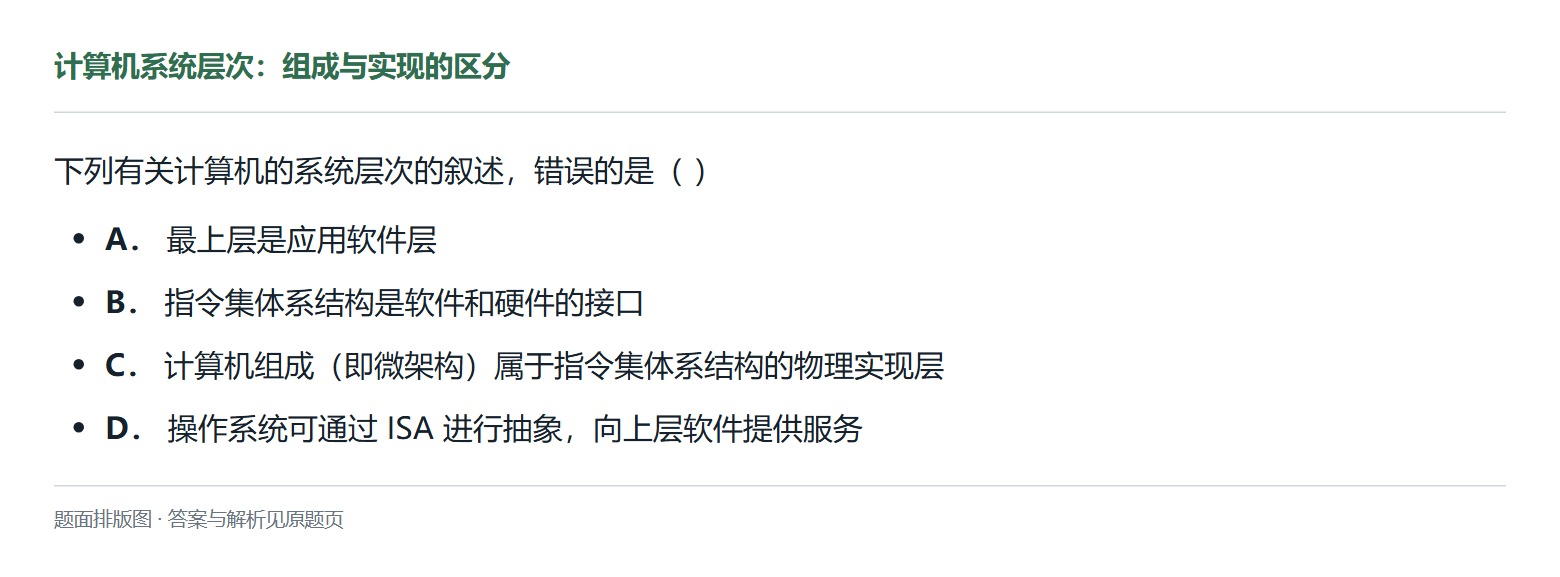 计算机系统层次：组成与实现的区分
下列有关计算机的系统层次的叙述，错误的是（ ）
• A． 最上层是应用软件层
• B． 指令集体系结构是软件和硬件的接口
• C． 计算机组成（即微架构）属于指令集体系结构的物理实现层
• D． 操作系统可通过 ISA 进行抽象，向上层软件提供服务
题面排版图 · 答案与解析见原题页